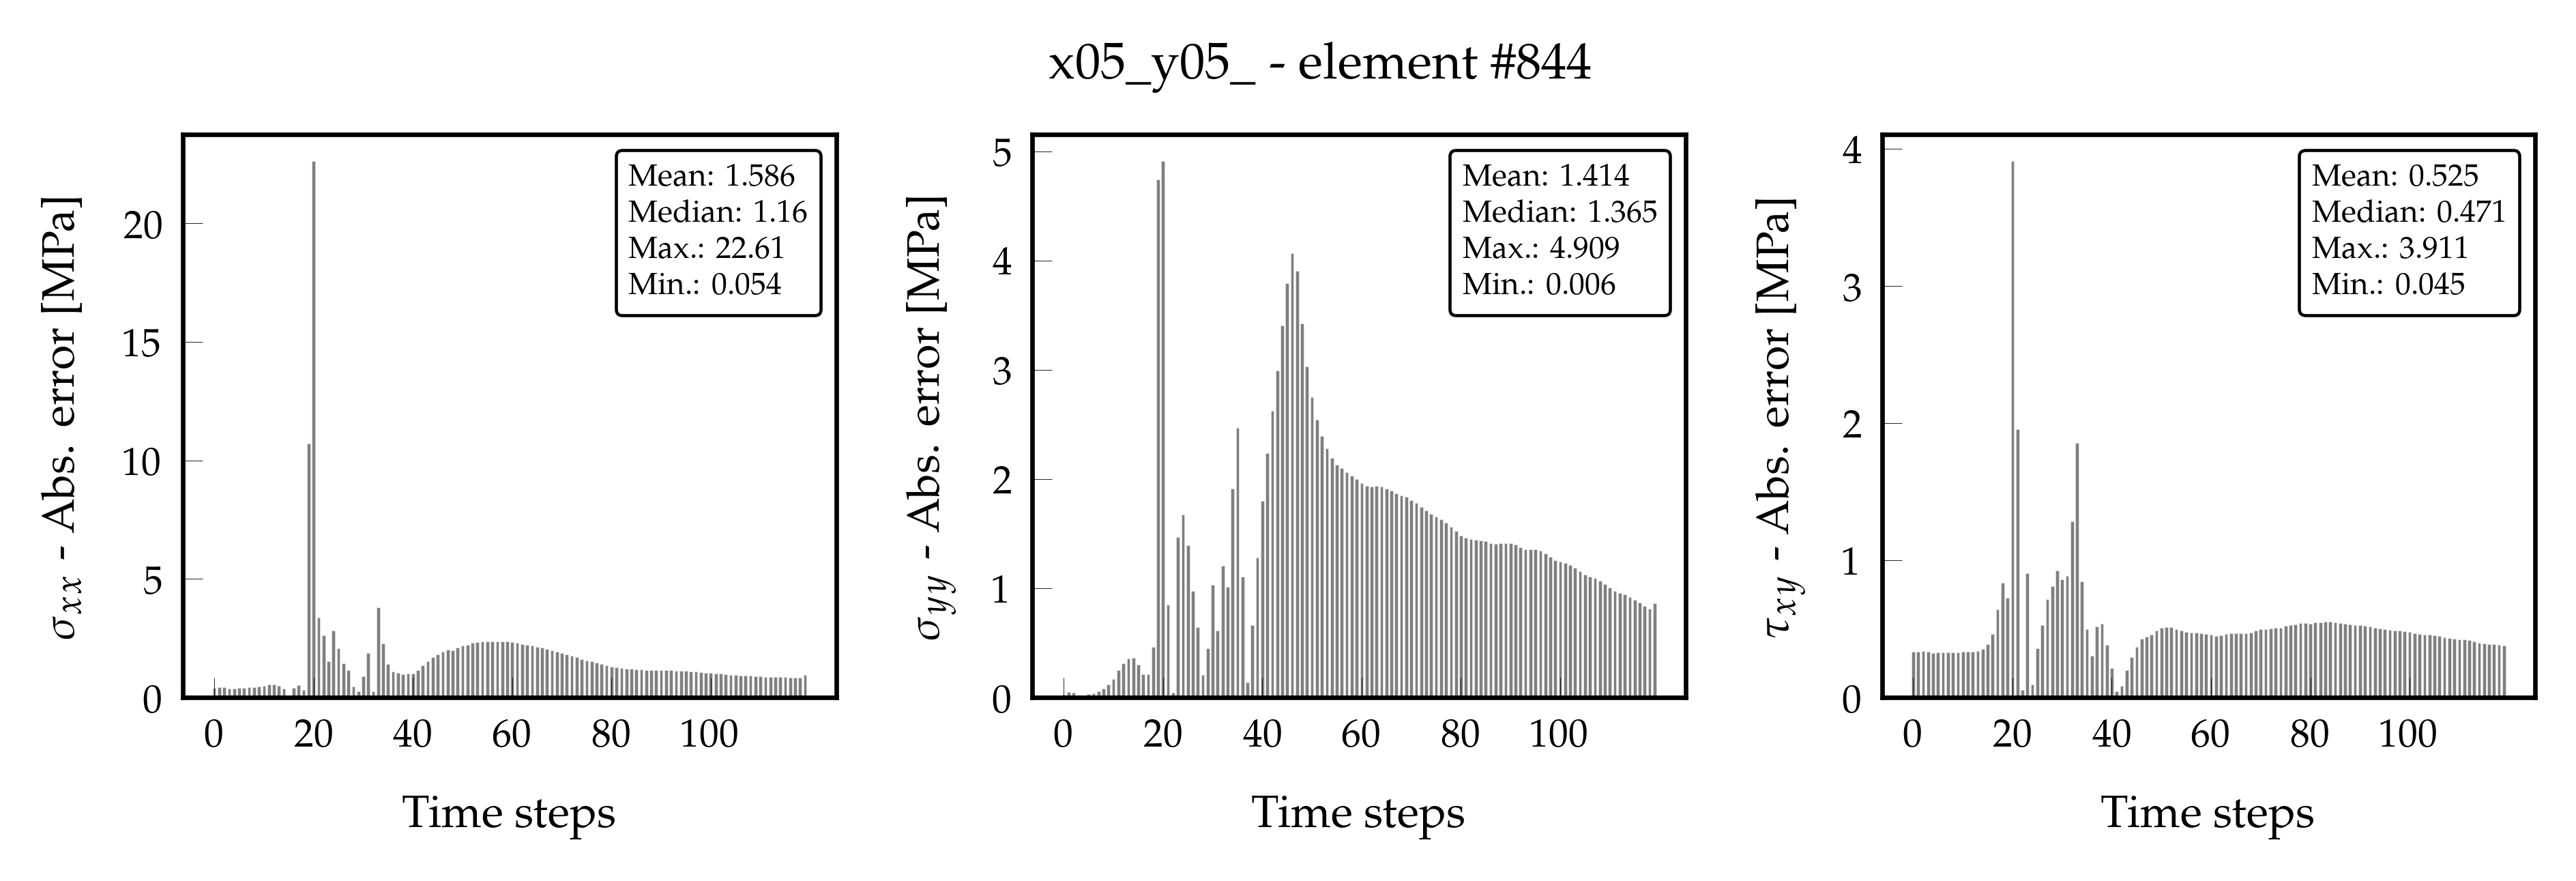 x05_y05_ - element #844
σxx - Abs. error [MPa]
20
15
10
5
0
0 20 40 60 80 100
Time steps
Mean: 1.586
Median: 1.16
Max.: 22.61
Min.: 0.054
σyy - Abs. error [MPa]
5
4
3
2
1
0
0 20 40 60 80 100
Time steps
Mean: 1.414
Median: 1.365
Max.: 4.909
Min.: 0.006
τxy - Abs. error [MPa]
4
3
2
1
0
0 20 40 60 80 100
Time steps
Mean: 0.525
Median: 0.471
Max.: 3.911
Min.: 0.045